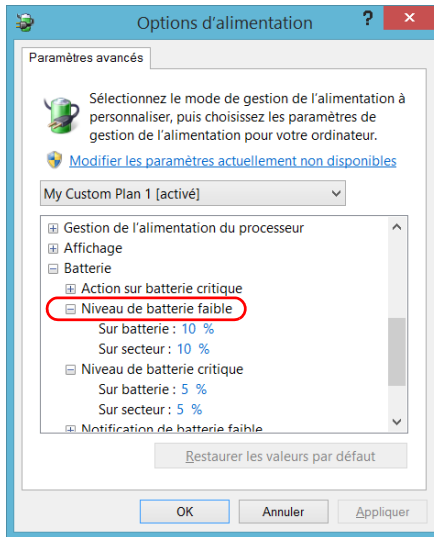 Options d'alimentation
?
×
Paramètres avancés
Sélectionnez le mode de gestion de l'alimentation à
personnaliser, puis choisissez les paramètres de
gestion de l'alimentation pour votre ordinateur.
Modifier les paramètres actuellement non disponibles
My Custom Plan 1 [activé]
Gestion de l'alimentation du processeur
Affichage
Batterie
Action sur batterie critique
Niveau de batterie faible
Sur batterie : 10 %
Sur secteur : 10 %
Niveau de batterie critique
Sur batterie : 5 %
Sur secteur : 5 %
Notification de batterie faible
Restaurer les valeurs par défaut
OK
Annuler
Appliquer